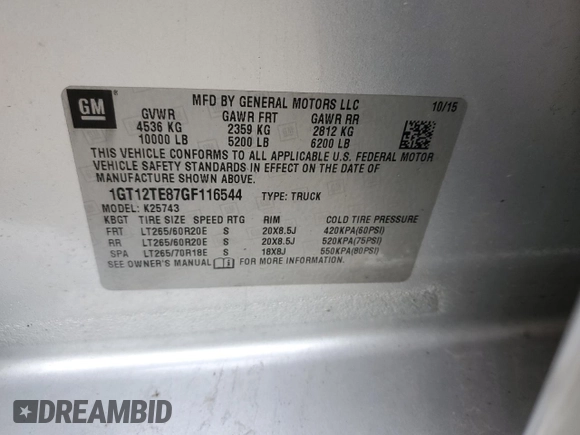 GM
MFD BY GENERAL MOTORS LLC 10/15
GVWR GAWR FRT GAWR RR
4536 KG 2359 KG 2812 KG
10000 LB 5200 LB 6200 LB
THIS VEHICLE CONFORMS TO ALL APPLICABLE U.S. FEDERAL MOTOR
VEHICLE SAFETY STANDARDS IN EFFECT ON THE DATE OF
MANUFACTURE SHOWN ABOVE.
1GT12TE87GF116544 TYPE: TRUCK
MODEL: K25743
KBGT TIRE SIZE SPEED RTG RIM COLD TIRE PRESSURE
FRT LT265/60R20E S 20X8.5J 420KPA(60PSI)
RR LT265/60R20E S 20X8.5J 520KPA(75PSI)
SPA LT265/70R18E S 18X8J 550KPA(80PSI)
SEE OWNER'S MANUAL FOR MORE INFORMATION
DREAMBID